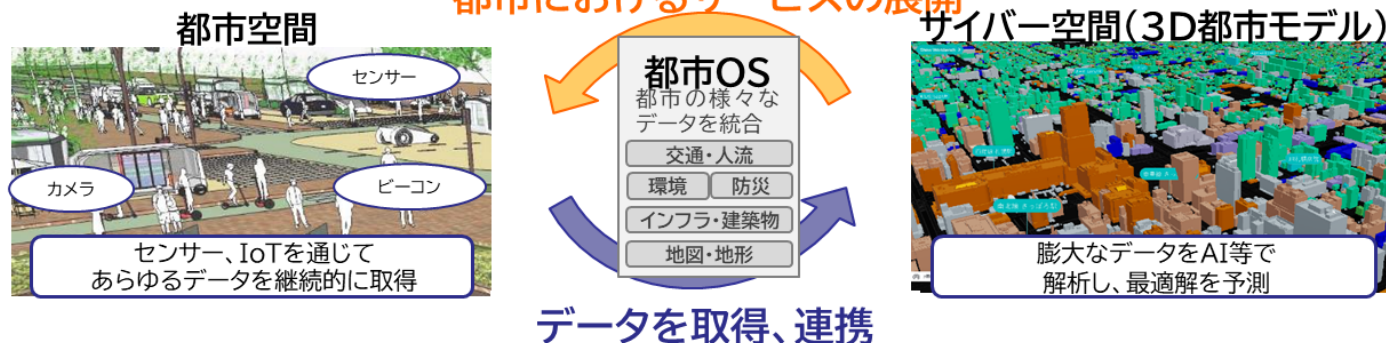 都市におけるサービスの展開
都市空間
サイバー空間(3D都市モデル)
センサー
カメラ
ビーコン
センサー、IoTを通じて
あらゆるデータを継続的に取得
都市OS
都市の様々な
データを統合
交通・人流
環境
防災
インフラ・建築物
地図・地形
膨大なデータをAI等で
解析し、最適解を予測
データを取得、連携